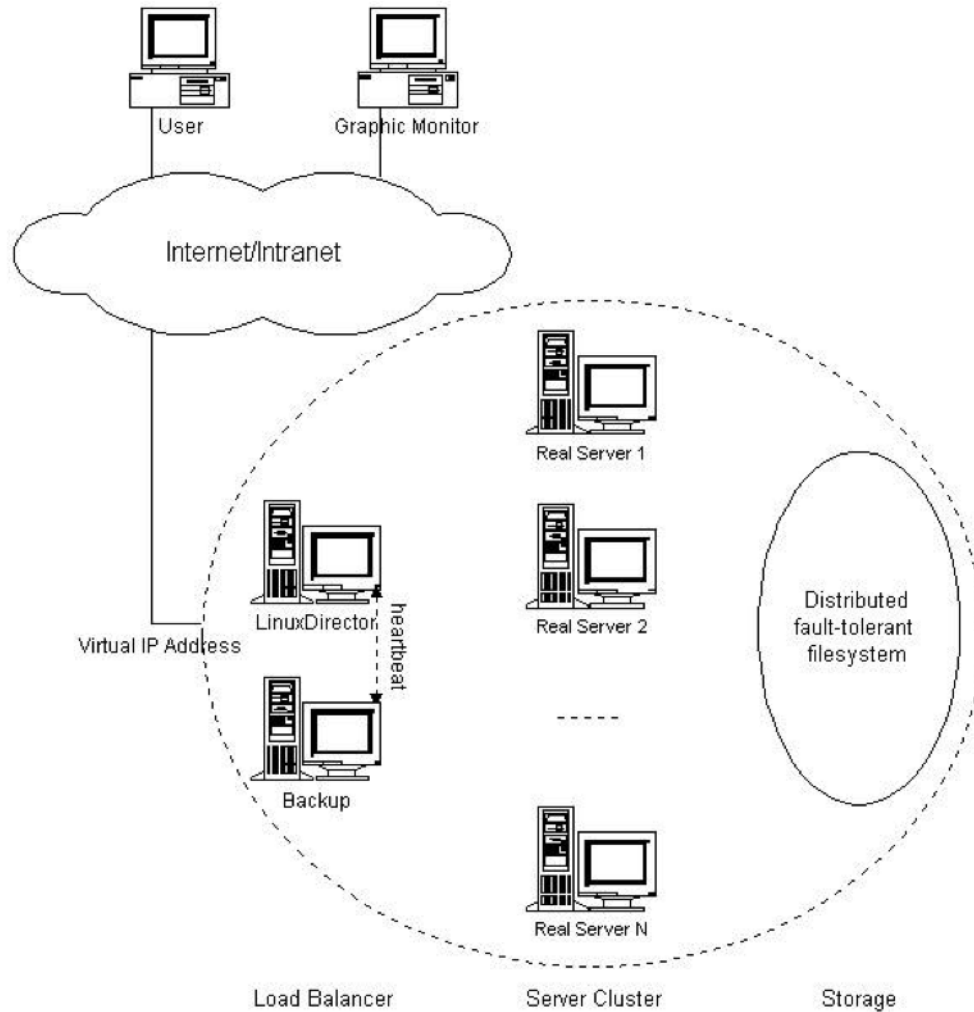 User
Graphic Monitor
Internet/Intranet
Real Server 1
LinuxDirector
Real Server 2
Virtual IP Address
heartbeat
Distributed
fault-tolerant
filesystem
Backup
Real Server N
Load Balancer
Server Cluster
Storage